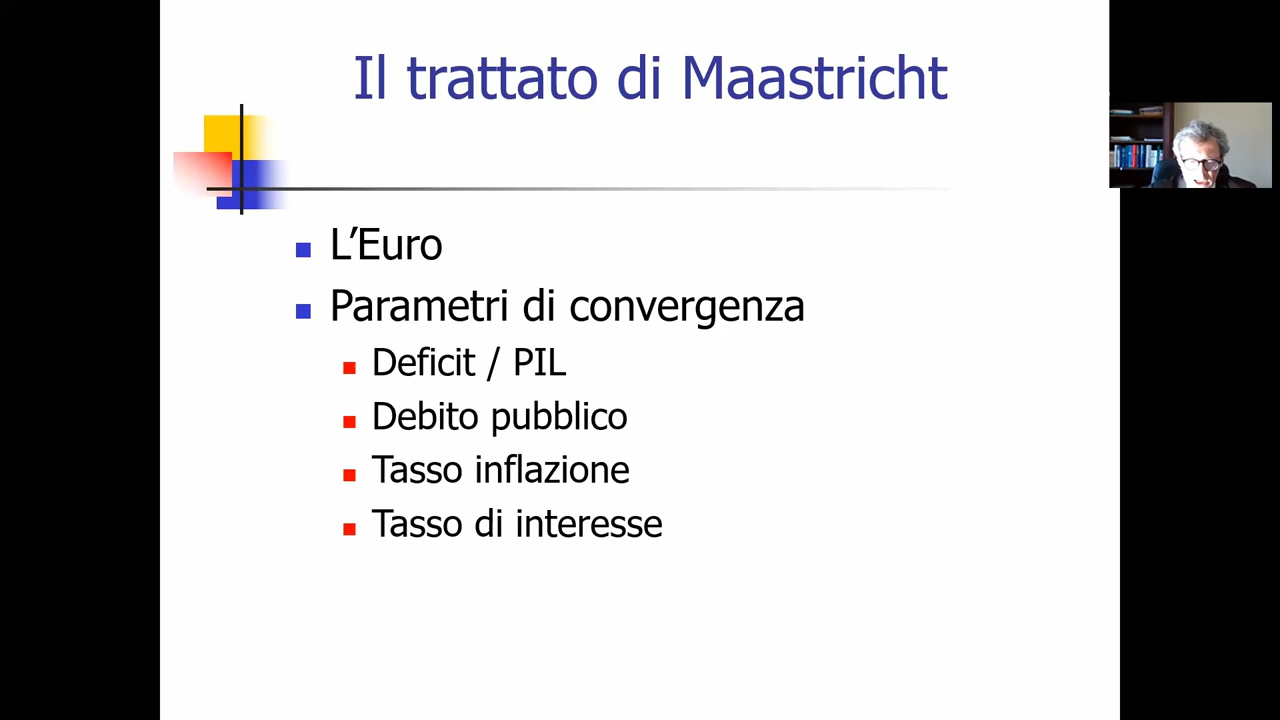 Il trattato di Maastricht
L’Euro
Parametri di convergenza
Deficit / PIL
Debito pubblico
Tasso inflazione
Tasso di interesse